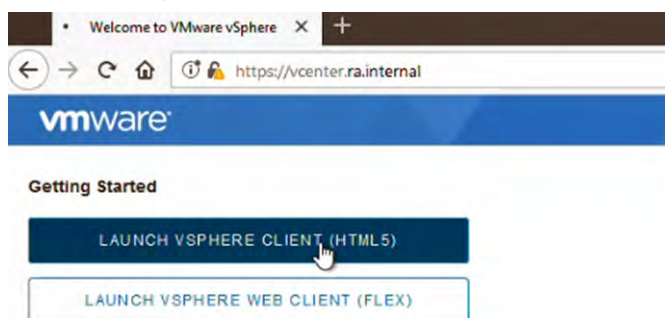 Welcome to VMware vSphere
https://vcenter.ra.internal
vmware®
Getting Started
LAUNCH VSPHERE CLIENT (HTML5)
LAUNCH VSPHERE WEB CLIENT (FLEX)